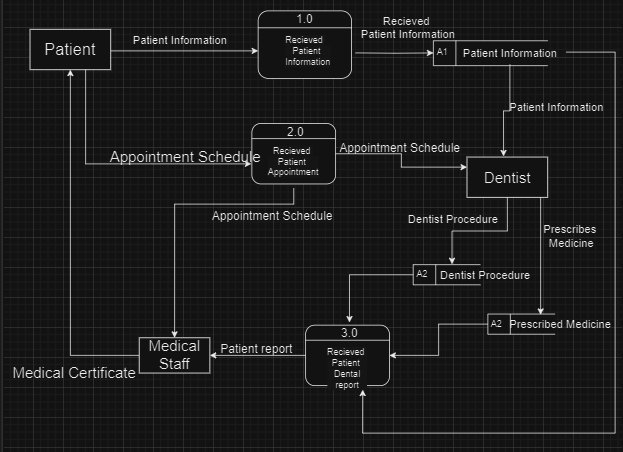 1.0
Recieved
Patient
Information
Patient
Patient Information
Recieved
Patient Information
A1
Patient Information
Patient Information
2.0
Recieved
Patient
Appointment
Appointment Schedule
Appointment Schedule
Dentist
Appointment Schedule
Dentist Procedure
Prescribes
Medicine
A2
Dentist Procedure
A2
Prescribed Medicine
3.0
Recieved
Patient
Dental
report
Patient report
Medical
Staff
Medical Certificate